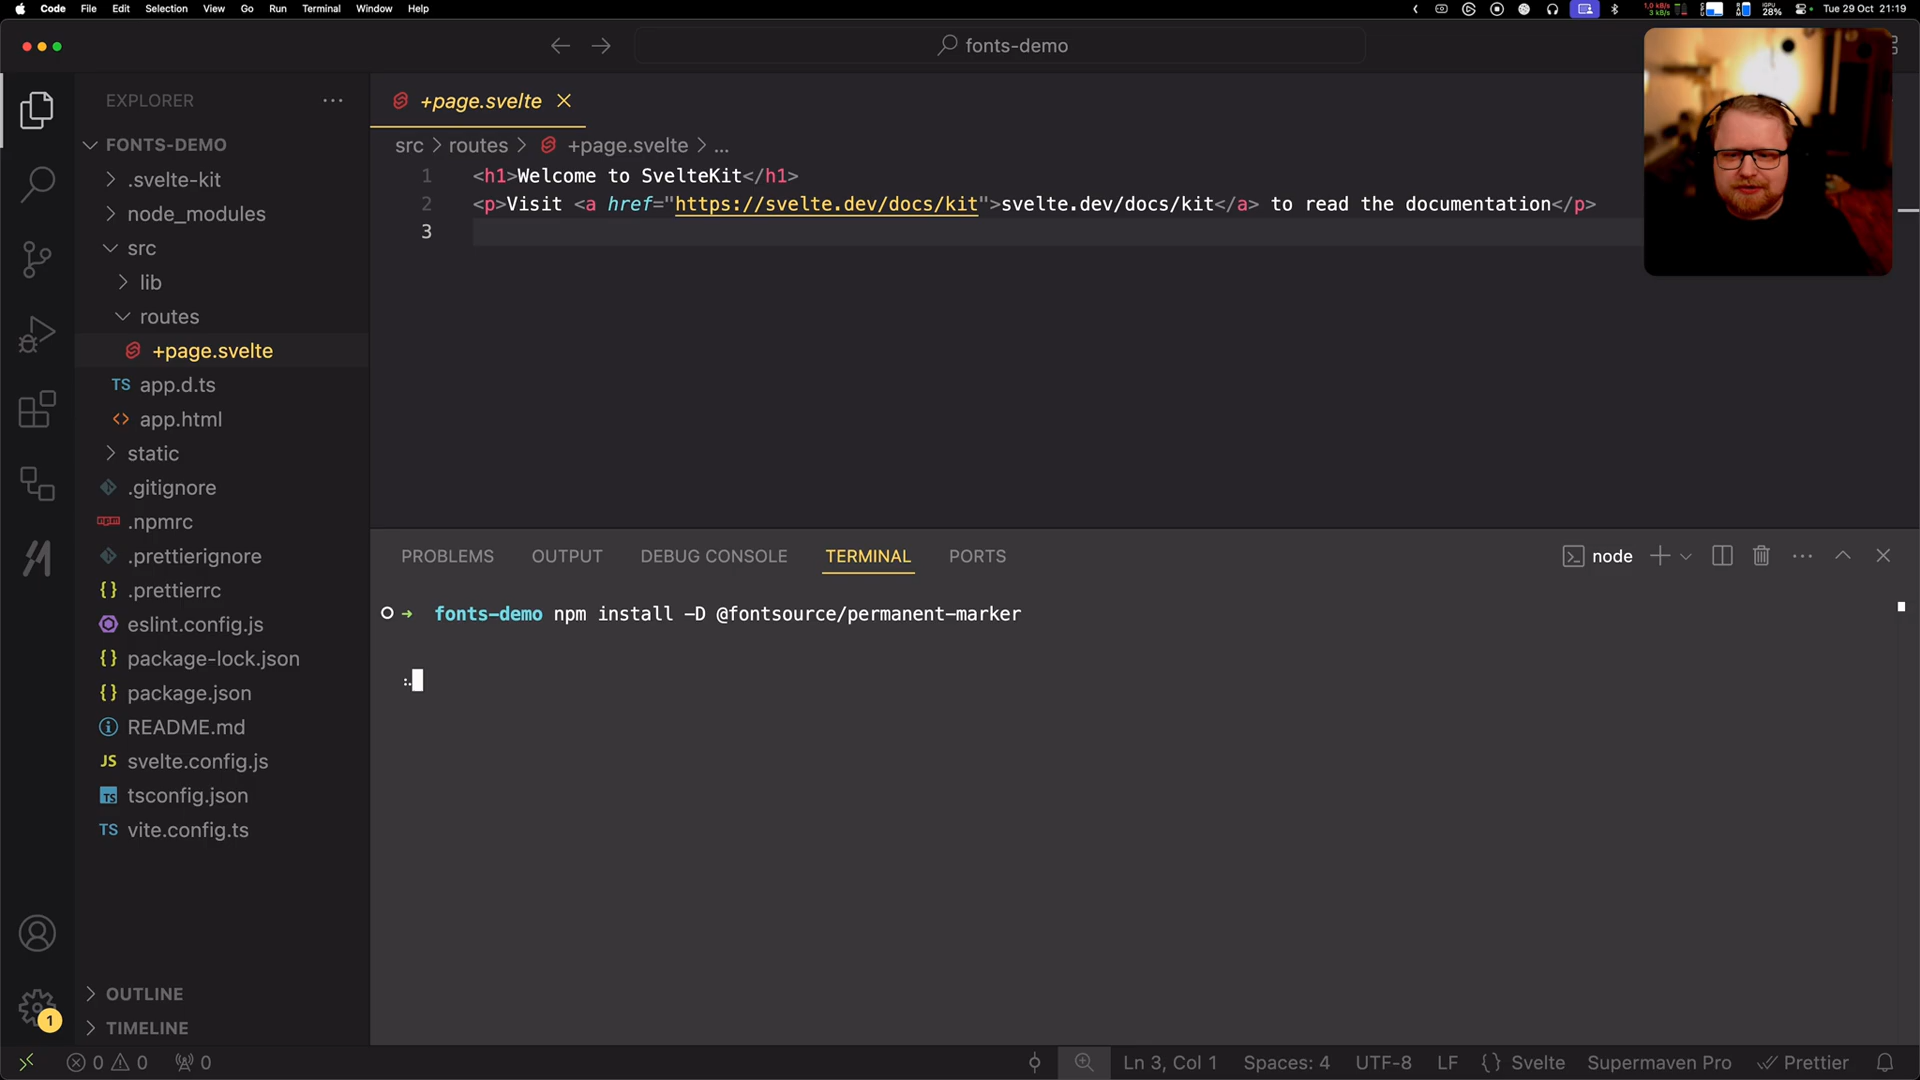 Code File Edit Selection View Go Run Terminal Window Help
28% Tue 29 Oct 21:19
fonts-demo
EXPLORER
FONTS-DEMO
.svelte-kit
node_modules
src
lib
routes
+page.svelte
TS app.d.ts
<> app.html
static
.gitignore
.npmrc
.prettierignore
{} .prettierrc
eslint.config.js
{} package-lock.json
{} package.json
README.md
JS svelte.config.js
TS tsconfig.json
TS vite.config.ts
OUTLINE
TIMELINE
1
+page.svelte
src > routes > +page.svelte > ...
1 <h1>Welcome to SvelteKit</h1>
2 <p>Visit <a href="https://svelte.dev/docs/kit">svelte.dev/docs/kit</a> to read the documentation</p>
3
PROBLEMS OUTPUT DEBUG CONSOLE TERMINAL PORTS
node
→ fonts-demo npm install -D @fontsource/permanent-marker
0 0 0
Ln 3, Col 1 Spaces: 4 UTF-8 LF {} Svelte Supermaven Pro Prettier